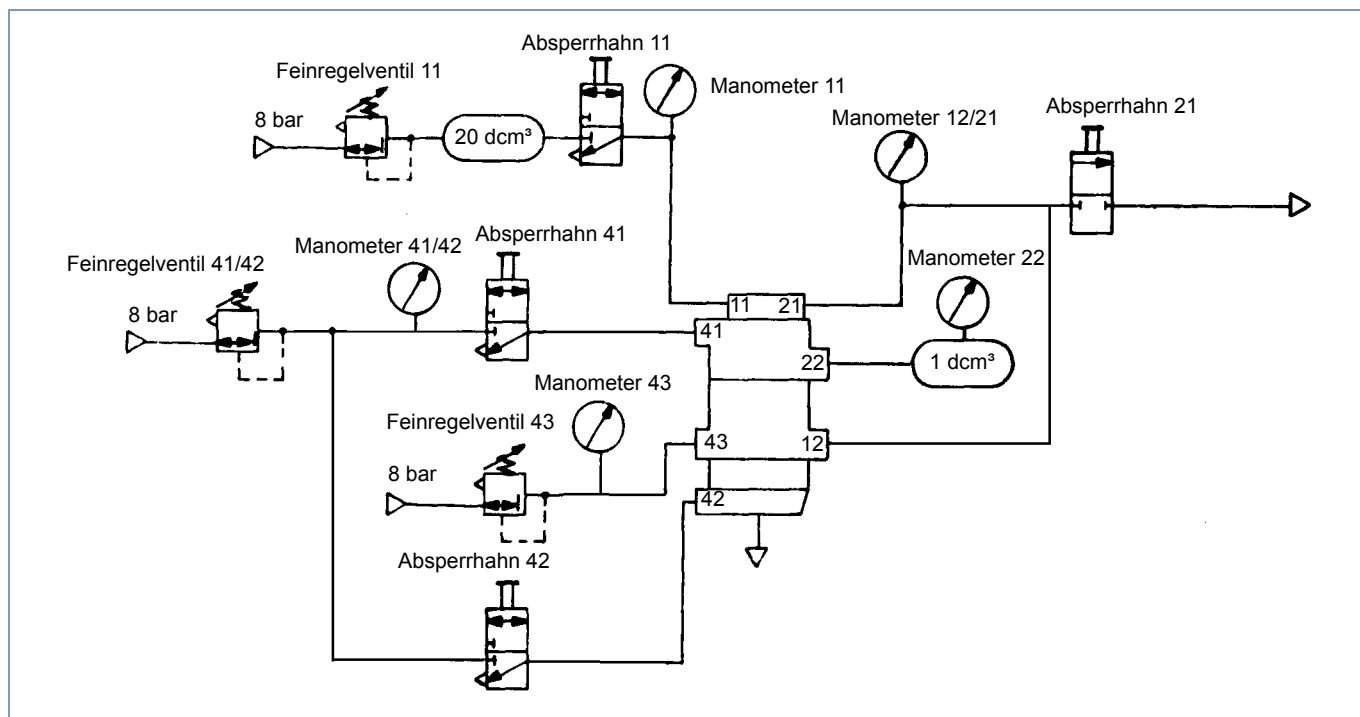 Absperrhahn 11
Feinregelventil 11
Manometer 11
Absperrhahn 21
8 bar
20 dcm³
Manometer 12/21
Absperrhahn 41
Manometer 41/42
Feinregelventil 41/42
Manometer 22
8 bar
11 21
41
22
1 dcm³
Manometer 43
Feinregelventil 43
43 12
8 bar
42
Absperrhahn 42